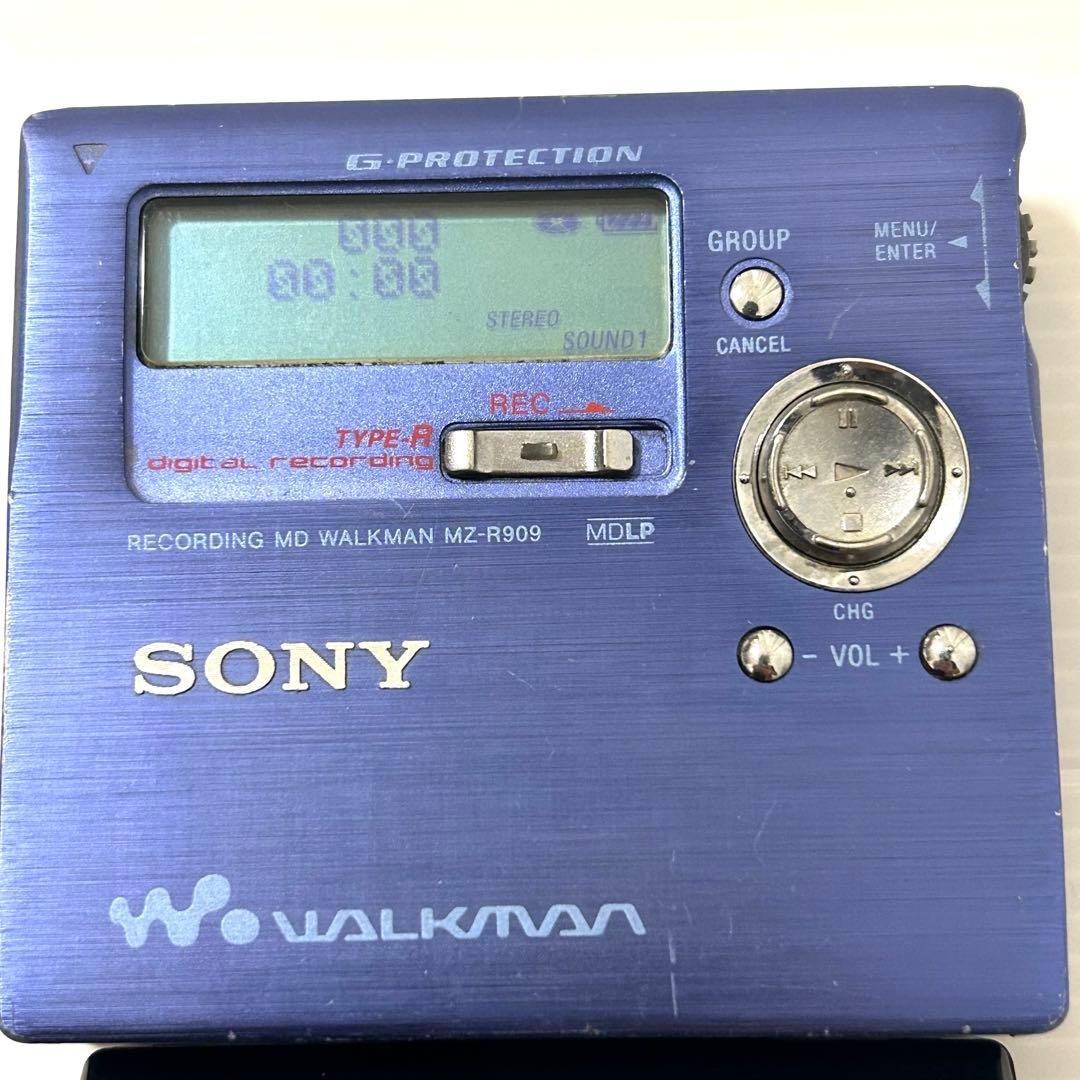 G·PROTECTION
000
00:00
STEREO
SOUND1
GROUP
CANCEL
MENU/
ENTER
REC
TYPE-R
digital recording
RECORDING MD WALKMAN MZ-R909
MDLP
CHG
- VOL +
SONY
WALKMAN